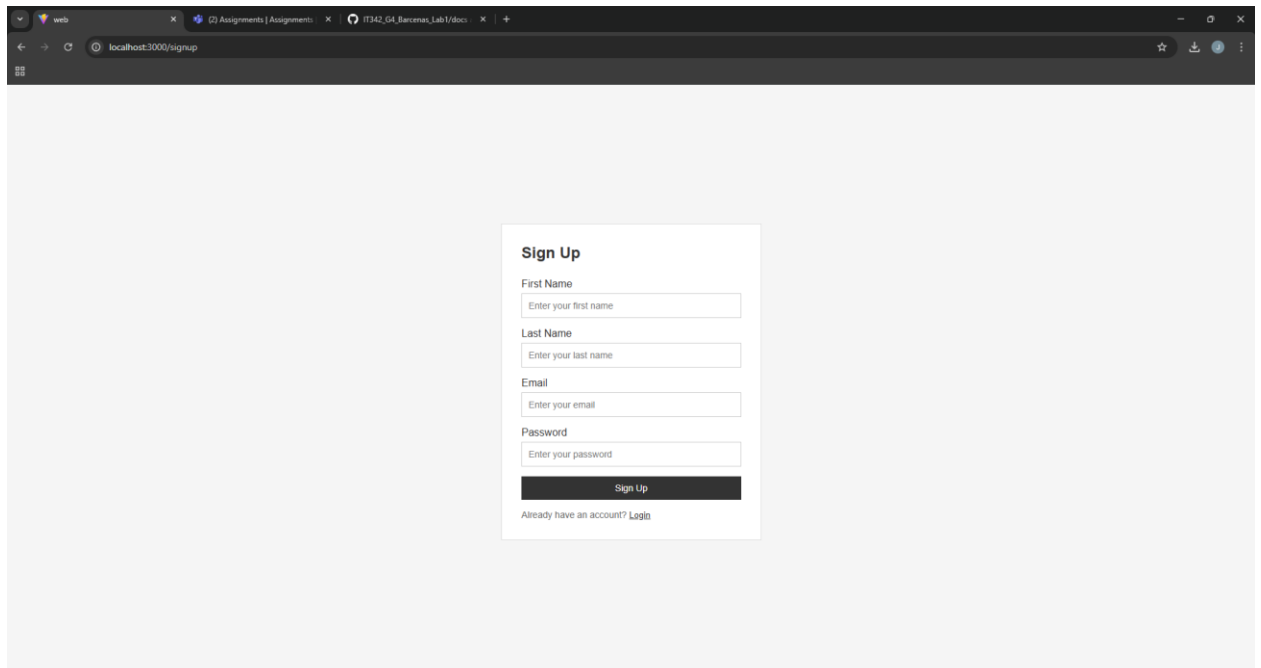 web
(2) Assignments | Assignments
IT342_G4_Barcenas_Lab1/docs
localhost:3000/signup
Sign Up
First Name
Enter your first name
Last Name
Enter your last name
Email
Enter your email
Password
Enter your password
Sign Up
Already have an account? Login